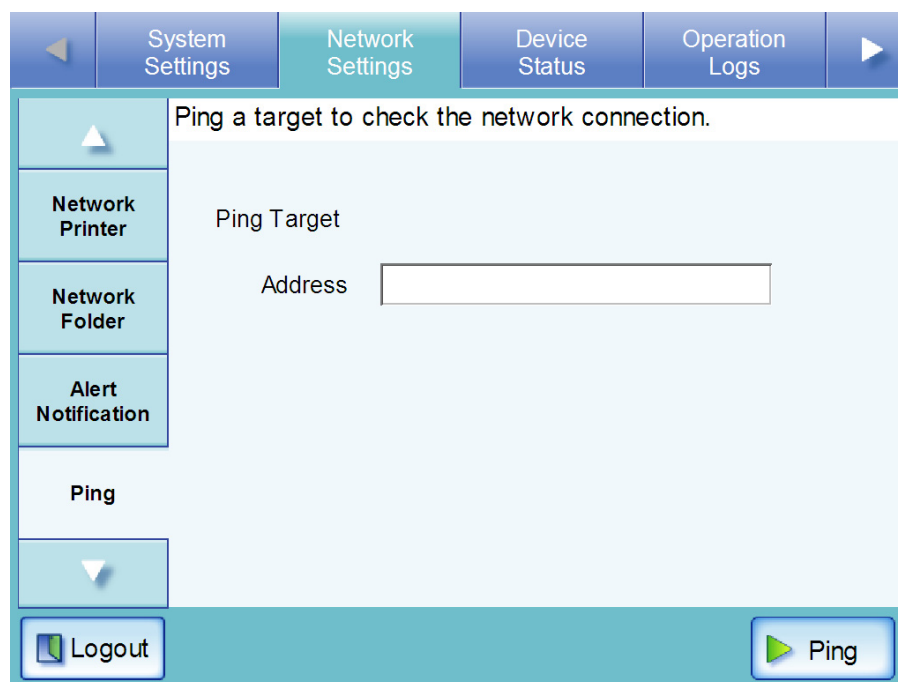 System
Settings
Network
Settings
Device
Status
Operation
Logs
Ping a target to check the network connection.
Network
Printer
Network
Folder
Alert
Notification
Ping
Ping Target
Address
Logout
Ping